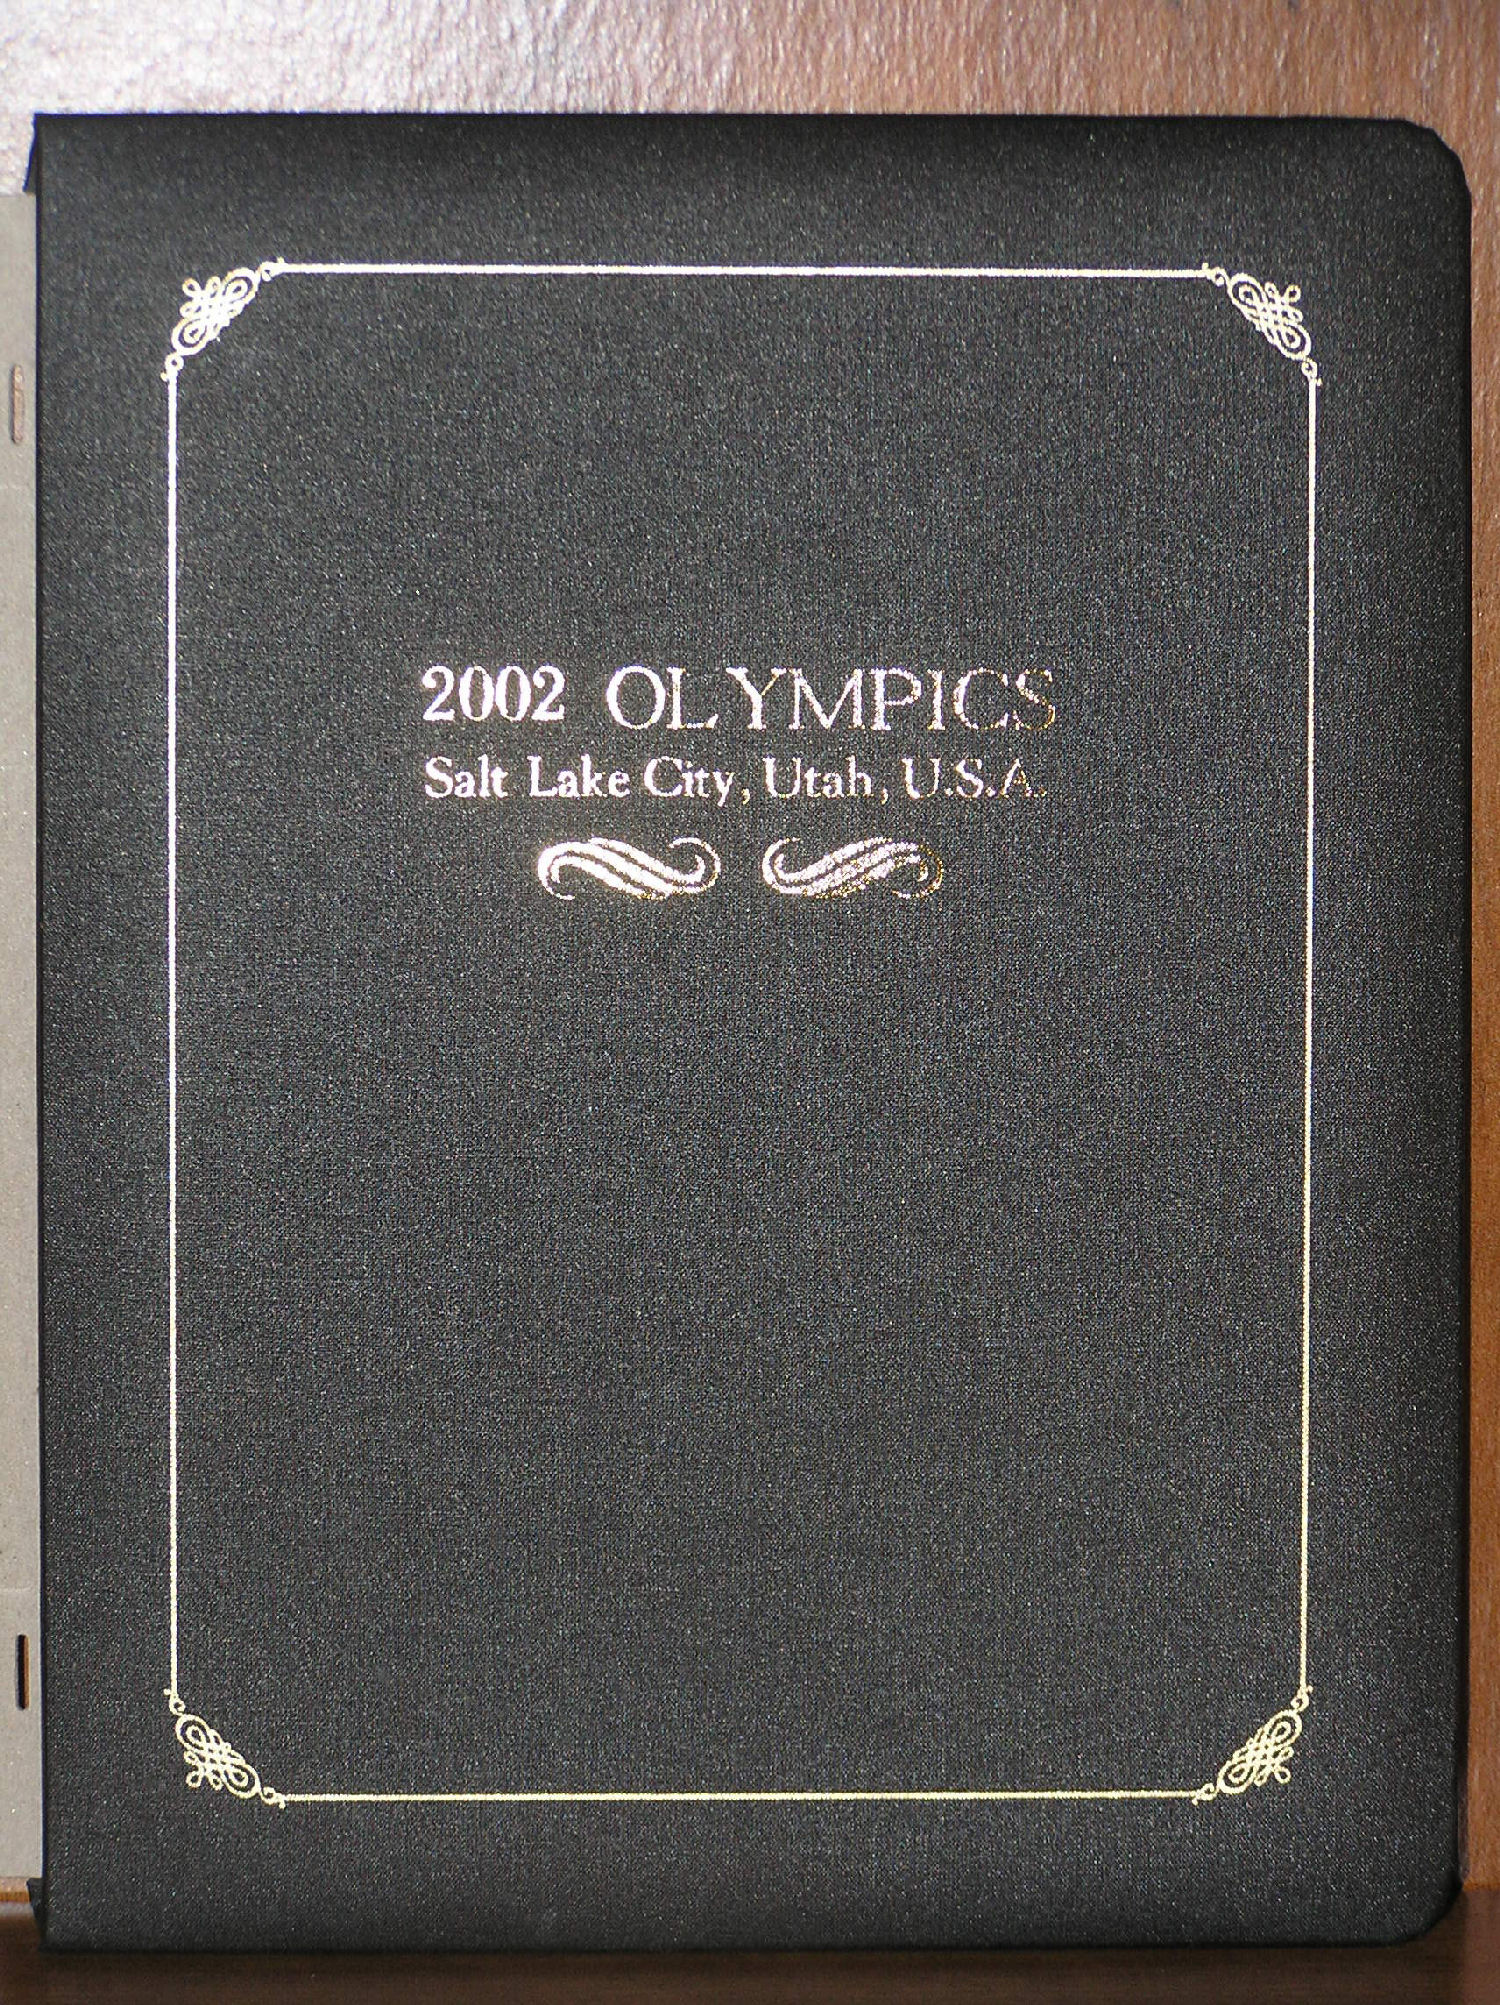 2002 OLYMPICS
Salt Lake City, Utah, U.S.A.